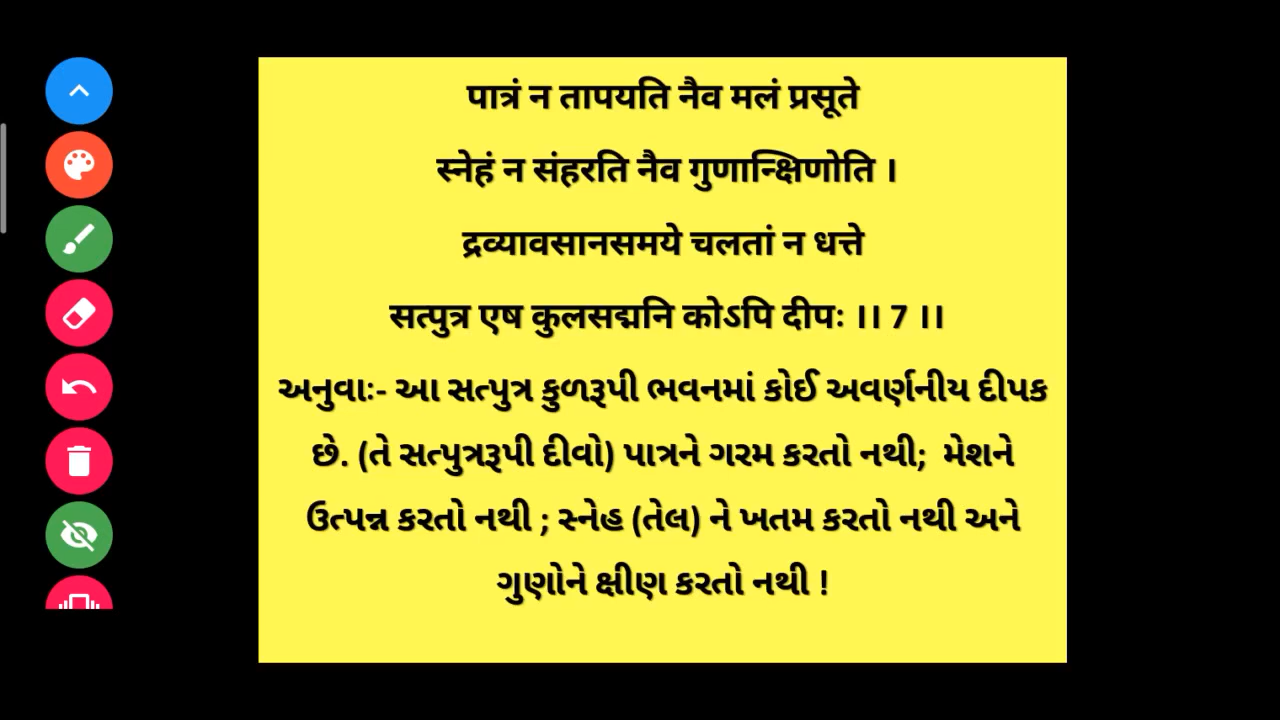 पात्रं न तापयति नैव मलं प्रसूते
स्नेहं न संहरति नैव गुणान्क्षिणोति ।
द्रव्यावसानसमये चलतां न धत्ते
सत्पुत्र एष कुलसद्मनि कोऽपि दीपः ।। 7 ।।
અનુવાઃ- આ સત્પુત્ર કુળરૂપી ભવનમાં કોઈ અવર્ણનીય દીપક
છે. (તે સત્પુત્રરૂપી દીવો) પાત્રને ગરમ કરતો નથી; મેશને
ઉત્પન્ન કરતો નથી ; સ્નેહ (તેલ) ને ખતમ કરતો નથી અને
ગુણોને ક્ષીણ કરતો નથી !